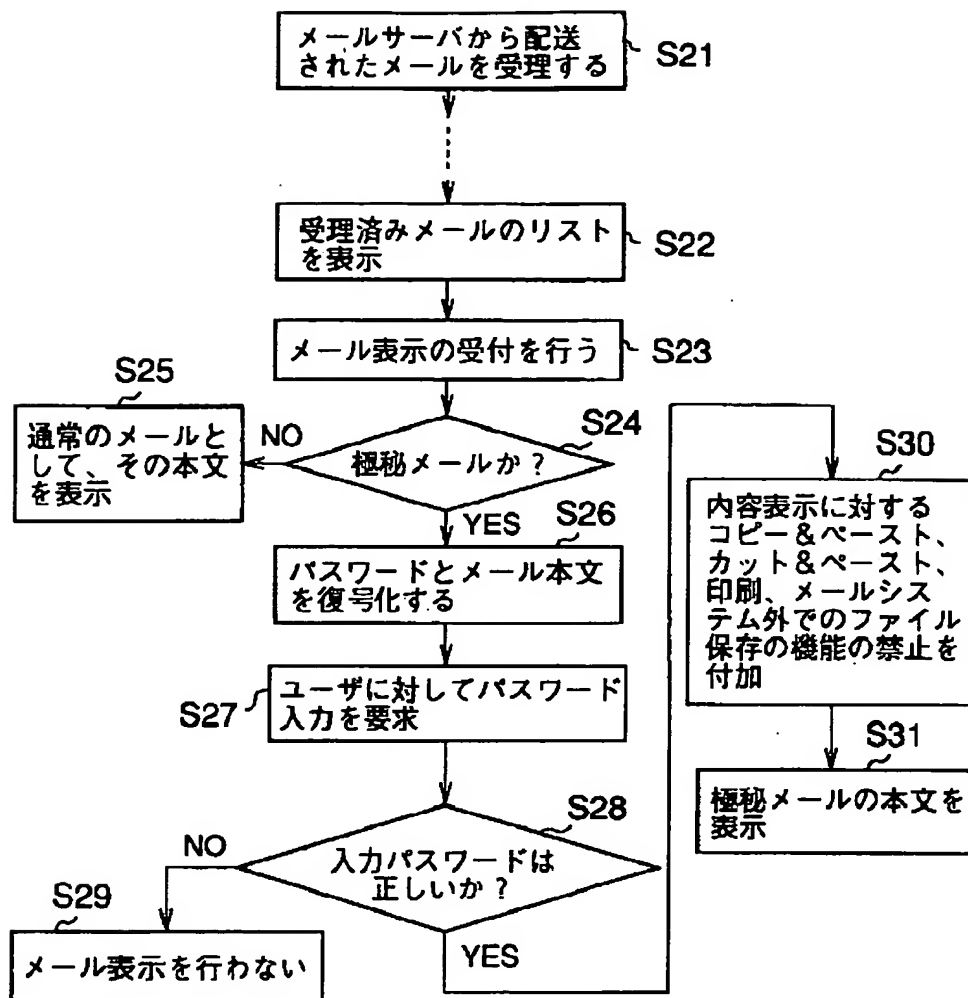 メールサーバから配送
されたメールを受理する
S21
受理済みメールのリスト
を表示
S22
メール表示の受付を行う
S23
極秘メールか？
S24
NO
YES
S25
通常のメールと
して、その本文
を表示
S26
パスワードとメール本文
を復号化する
S27
ユーザに対してパスワード
入力を要求
S28
入力パスワードは
正しいか？
NO
YES
S29
メール表示を行わない
S30
内容表示に対する
コピー＆ペースト、
カット＆ペースト、
印刷、メールシス
テム外でのファイル
保存の機能の禁止を
付加
S31
極秘メールの本文を
表示